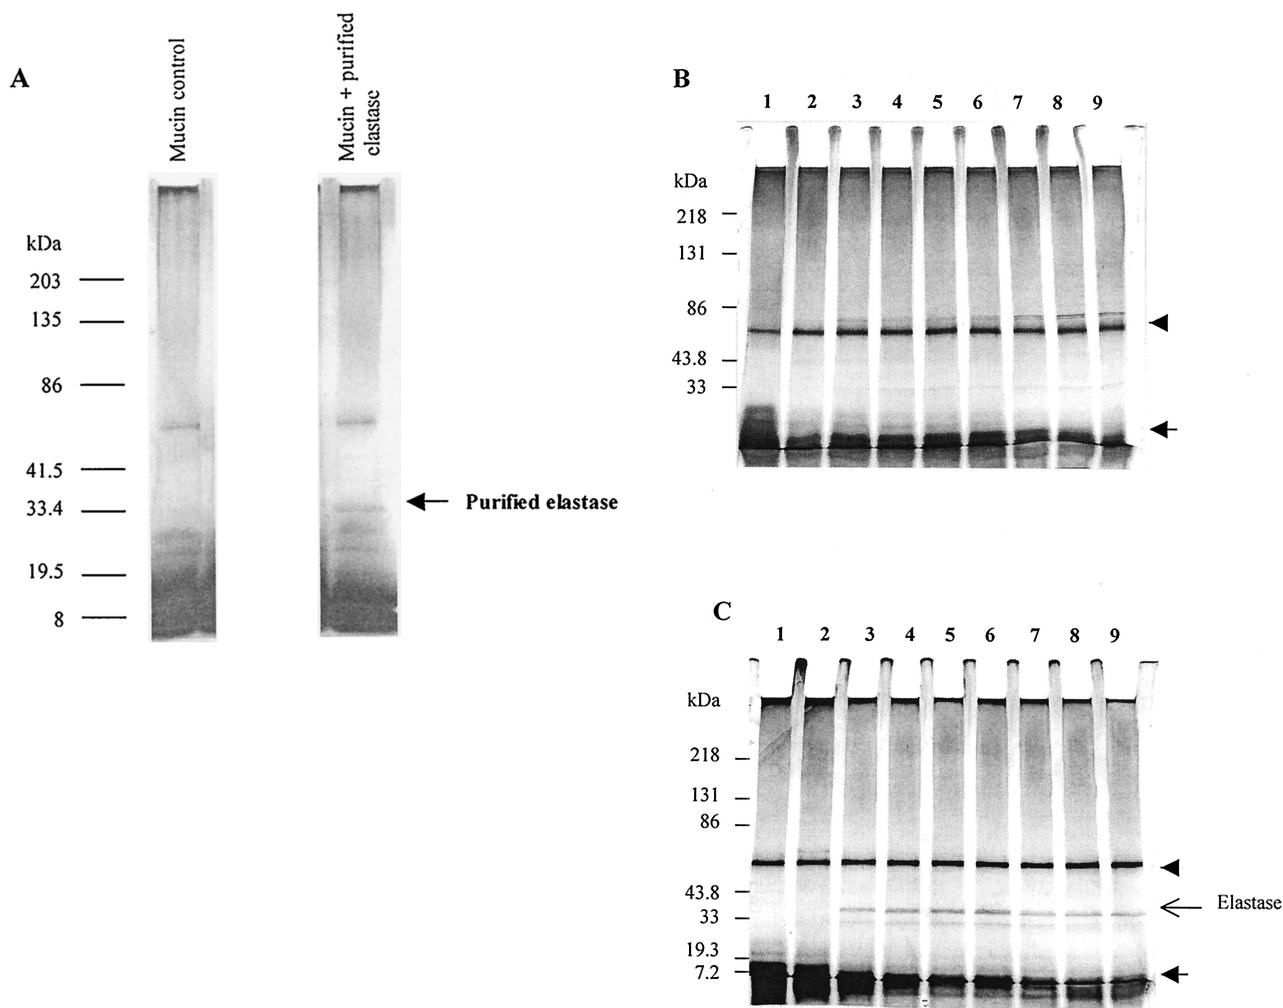 A
Mucin control
Mucin + purified
elastase
kDa
203
135
86
41.5
33.4
19.5
8
Purified elastase
B
1 2 3 4 5 6 7 8 9
kDa
218
131
86
43.8
33
C
1 2 3 4 5 6 7 8 9
kDa
218
131
86
43.8
33
19.3
7.2
Elastase